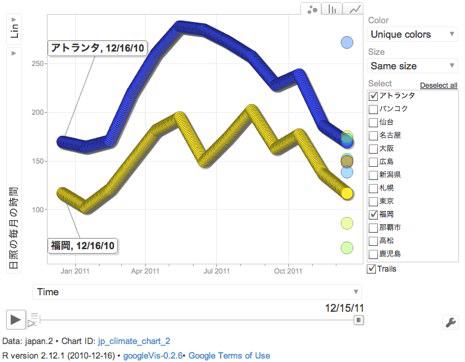 Color
Lin
Unique colors
アトランタ, 12/16/10
Size
Same size
250
Select
Deselect all
アトランタ
バンコク
仙台
200
名古屋
大阪
150
広島
新潟県
札幌
100
東京
福岡
福岡, 12/16/10
那覇市
高松
鹿児島
日照の毎月の時間
Jan 2011
Apr 2011
Jul 2011
Oct 2011
Trails
Time
12/15/11
Data: japan.2 • Chart ID: jp_climate_chart_2
R version 2.12.1 (2010-12-16) • googleVis-0.2.6• Google Terms of Use